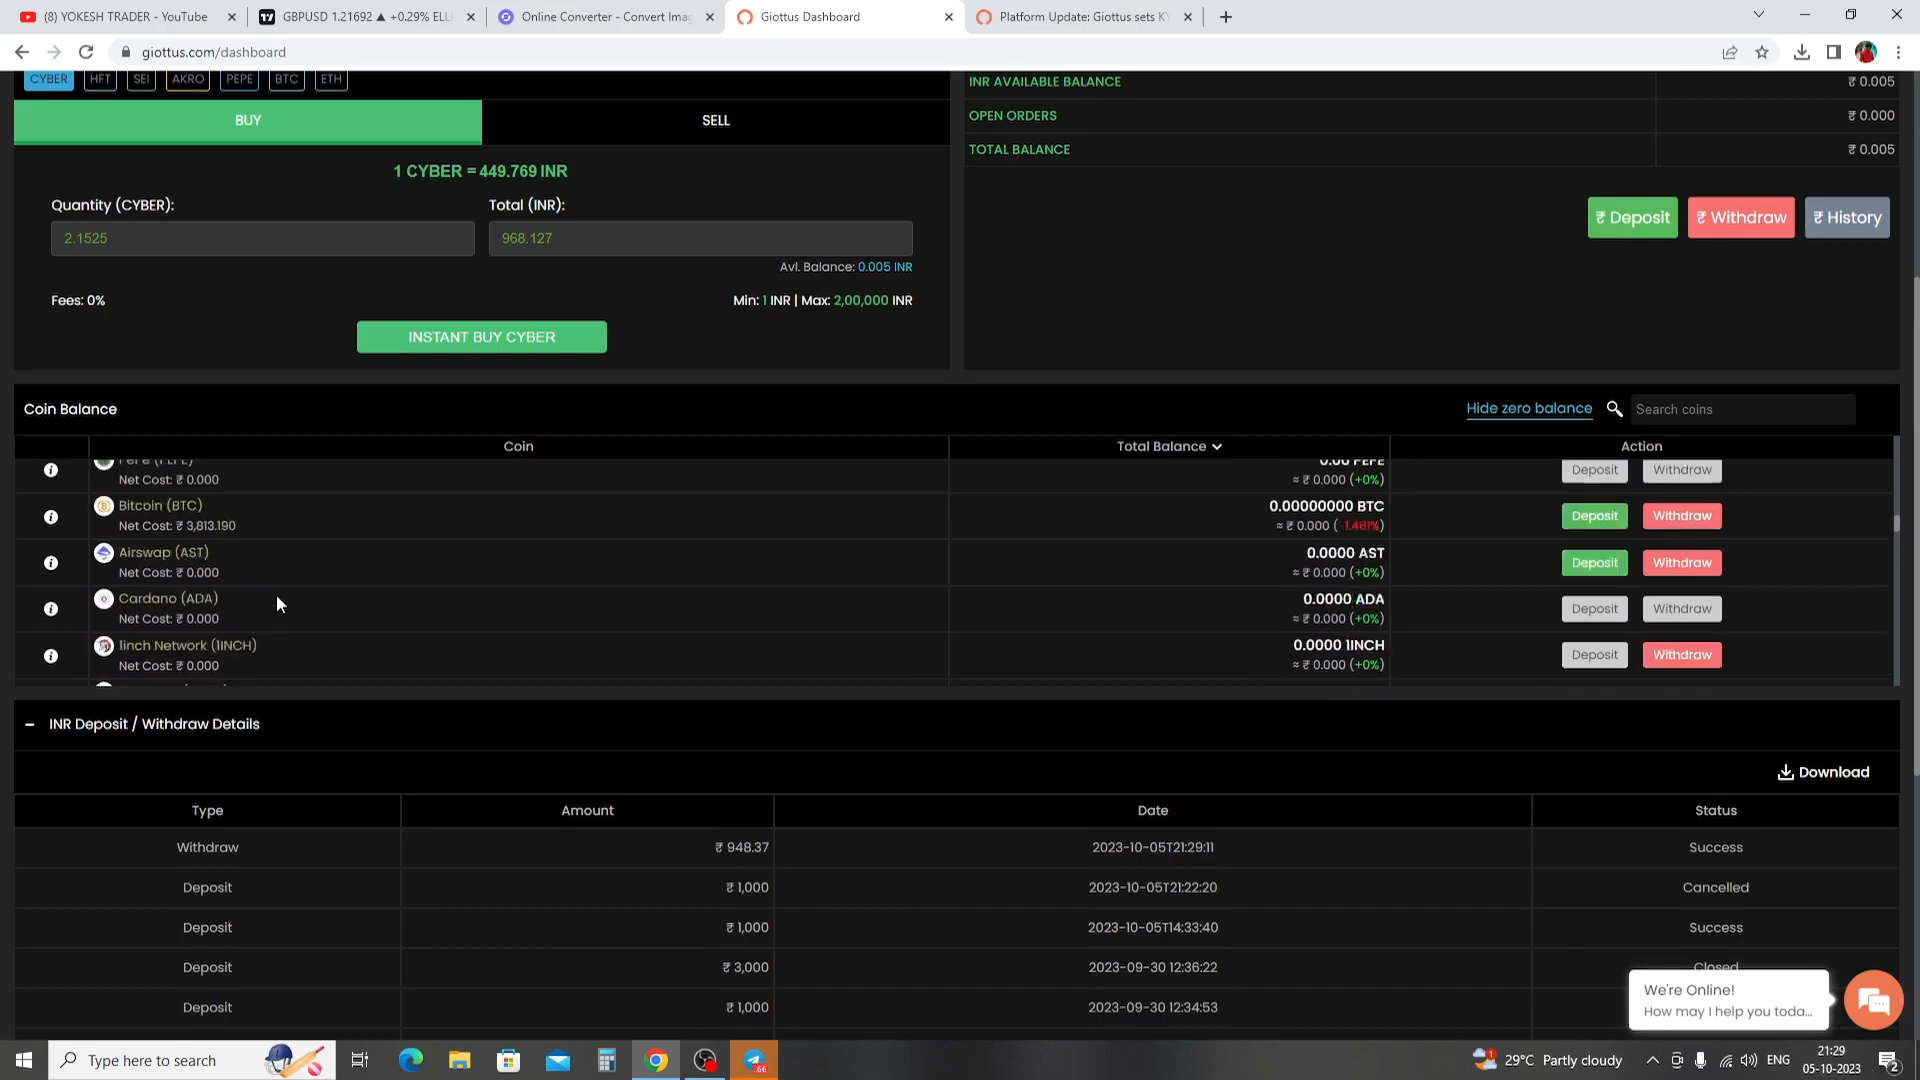 (8) YOKESH TRADER - YouTube
GBPUSD 1.21692 ▲ +0.29% ELLI
Online Converter - Convert Imag
Giottus Dashboard
Platform Update: Giottus sets KY
giottus.com/dashboard
CYBER HFT SEI AKRO PEPE BTC ETH
INR AVAILABLE BALANCE ₹ 0.005
BUY SELL
OPEN ORDERS ₹ 0.000
TOTAL BALANCE ₹ 0.005
1 CYBER = 449.769 INR
Quantity (CYBER): Total (INR):
2.1525 968.127
₹ Deposit ₹ Withdraw ₹ History
Avl. Balance: 0.005 INR
Fees: 0% Min: 1 INR | Max: 2,00,000 INR
INSTANT BUY CYBER
Coin Balance Hide zero balance Search coins
Coin Total Balance Action
Pepe (PEPE) 0.00 PEPE
Net Cost: ₹ 0.000 ≈ ₹ 0.000 (+0%) Deposit Withdraw
Bitcoin (BTC) 0.00000000 BTC
Net Cost: ₹ 3,813.190 ≈ ₹ 0.000 (-1.461%) Deposit Withdraw
Airswap (AST) 0.0000 AST
Net Cost: ₹ 0.000 ≈ ₹ 0.000 (+0%) Deposit Withdraw
Cardano (ADA) 0.0000 ADA
Net Cost: ₹ 0.000 ≈ ₹ 0.000 (+0%) Deposit Withdraw
1inch Network (1INCH) 0.0000 1INCH
Net Cost: ₹ 0.000 ≈ ₹ 0.000 (+0%) Deposit Withdraw
− INR Deposit / Withdraw Details
Download
Type Amount Date Status
Withdraw ₹ 948.37 2023-10-05T21:29:11 Success
Deposit ₹ 1,000 2023-10-05T21:22:20 Cancelled
Deposit ₹ 1,000 2023-10-05T14:33:40 Success
Deposit ₹ 3,000 2023-09-30 12:36:22 Closed
Deposit ₹ 1,000 2023-09-30 12:34:53
We're Online!
How may I help you toda...
Type here to search
66
1
29°C Partly cloudy
ENG
21:29
05-10-2023
2